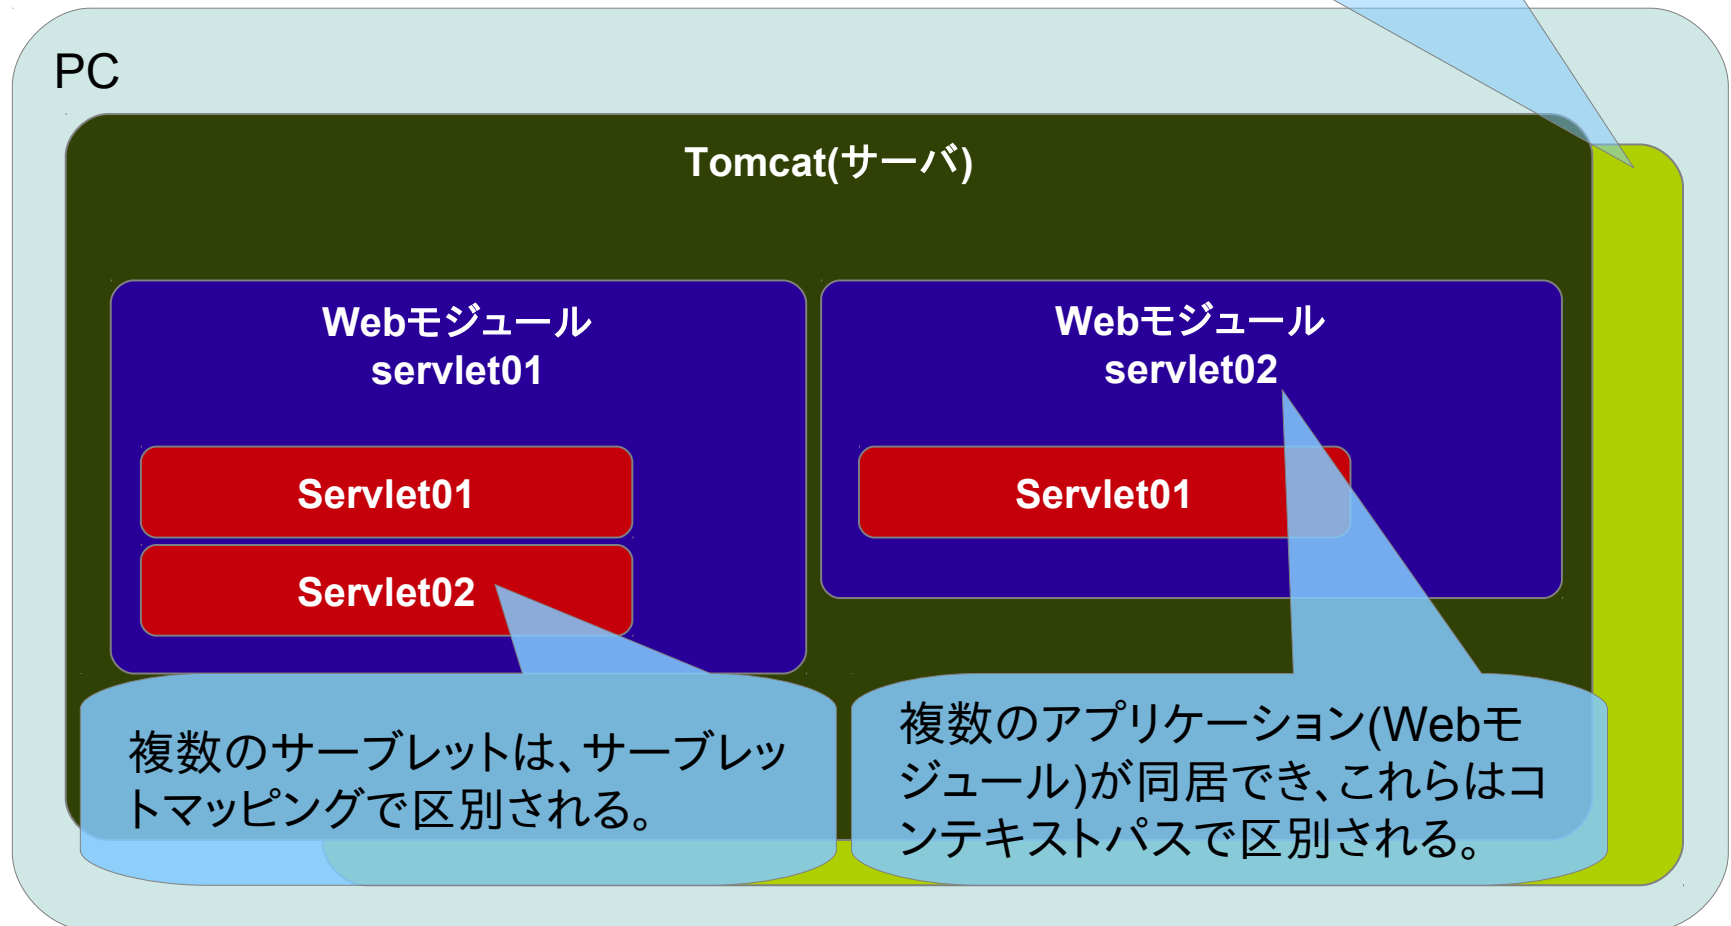 PC
Tomcat(サーバ)
Webモジュール
servlet01
Servlet01
Servlet02
Webモジュール
servlet02
Servlet01
複数のサーブレットは、サーブレッ
トマッピングで区別される。
複数のアプリケーション(Webモ
ジュール)が同居でき、これらはコ
ンテキストパスで区別される。